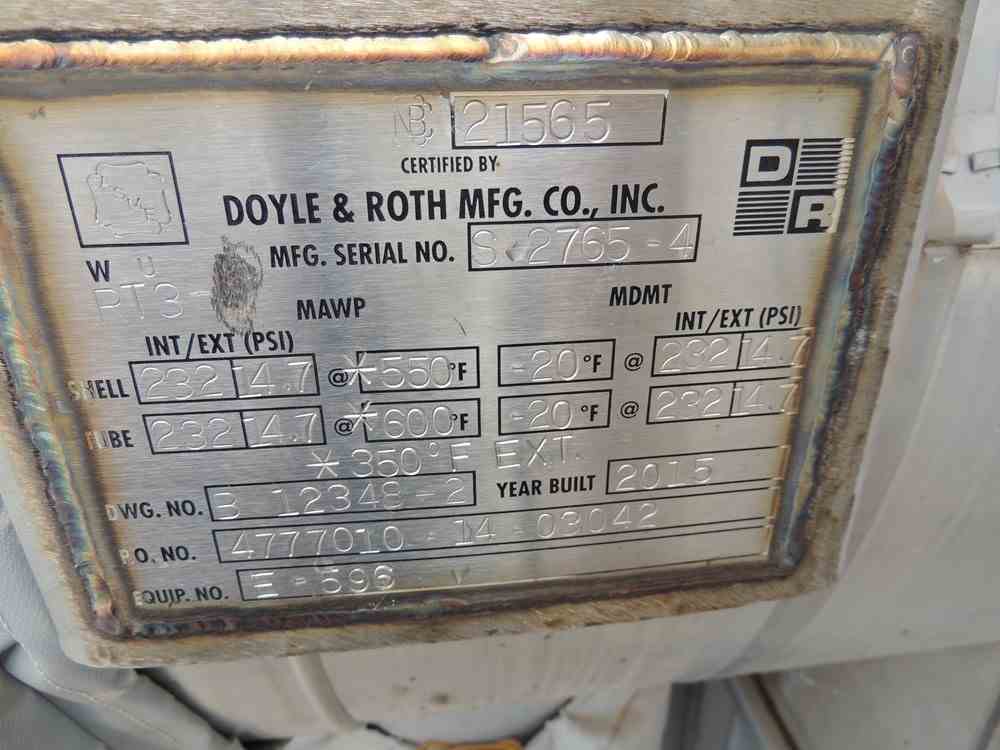 NB 21565
CERTIFIED BY
DOYLE & ROTH MFG. CO., INC.
D R
MFG. SERIAL NO. S-2765-4
W U
PT3-
MAWP MDMT
INT/EXT (PSI) INT/EXT (PSI)
SHELL 232 14.7 @ *550°F -20°F @ 232 14.7
TUBE 232 14.7 @ *600°F -20°F @ 232 14.7
*350°F EXT.
DWG. NO. B-12348-2 YEAR BUILT 2015
P.O. NO. 4777010-14-03042
EQUIP. NO. E-596